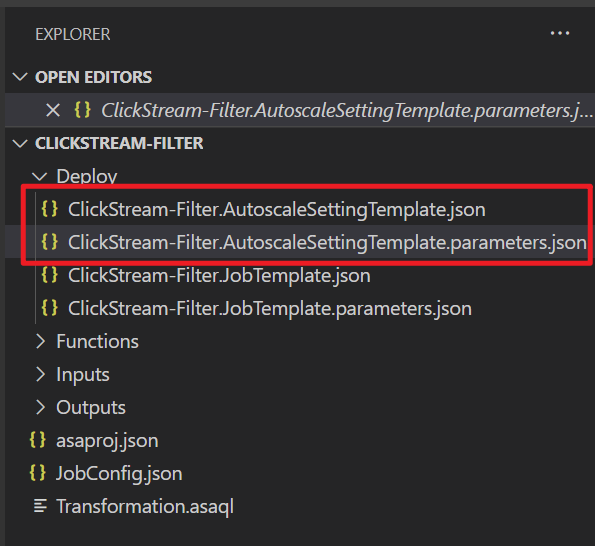 EXPLORER
OPEN EDITORS
ClickStream-Filter.AutoscaleSettingTemplate.parameters.j...
CLICKSTREAM-FILTER
Deploy
ClickStream-Filter.AutoscaleSettingTemplate.json
ClickStream-Filter.AutoscaleSettingTemplate.parameters.json
ClickStream-Filter.JobTemplate.json
ClickStream-Filter.JobTemplate.parameters.json
Functions
Inputs
Outputs
asaproj.json
JobConfig.json
Transformation.asaql